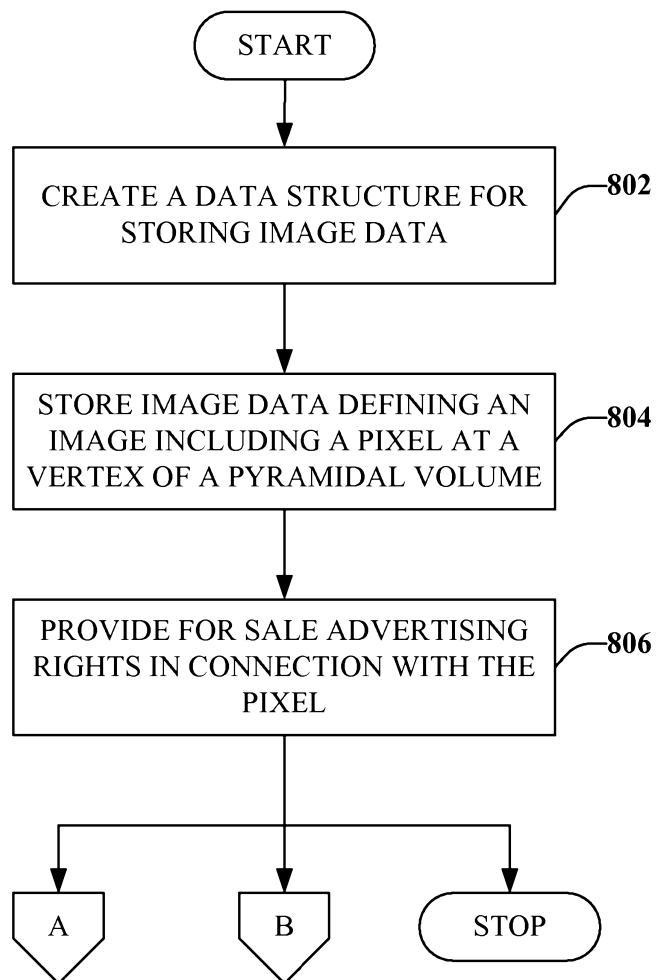 START
CREATE A DATA STRUCTURE FOR
STORING IMAGE DATA
802
STORE IMAGE DATA DEFINING AN
IMAGE INCLUDING A PIXEL AT A
VERTEX OF A PYRAMIDAL VOLUME
804
PROVIDE FOR SALE ADVERTISING
RIGHTS IN CONNECTION WITH THE
PIXEL
806
A
B
STOP